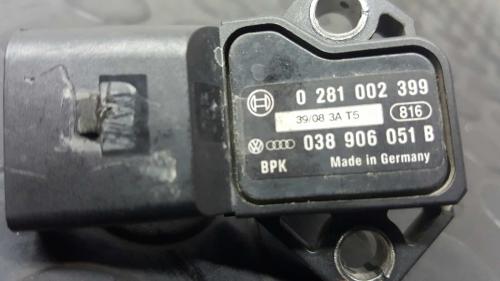 0 281 002 399
39/08 3A T5 816
038 906 051 B
BPK Made in Germany